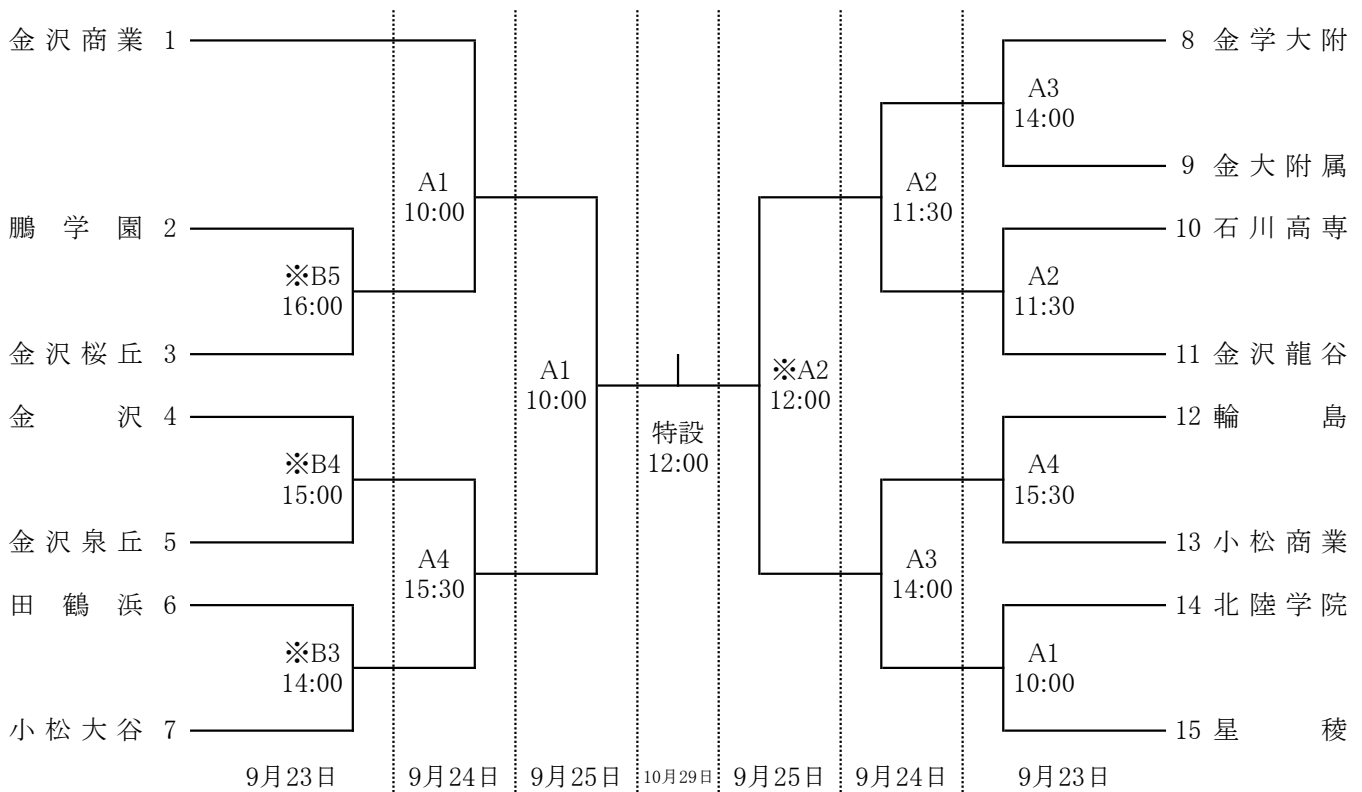 金沢商業 1
鵬学園 2
金沢桜丘 3
金沢 4
金沢泉丘 5
田鶴浜 6
小松大谷 7
※B5
16:00
※B4
15:00
※B3
14:00
A1
10:00
A4
15:30
A1
10:00
特設
12:00
※A2
12:00
A2
11:30
A3
14:00
A3
14:00
A2
11:30
A4
15:30
A1
10:00
8 金学大附
9 金大附属
10 石川高専
11 金沢龍谷
12 輪島
13 小松商業
14 北陸学院
15 星稜
9月23日 9月24日 9月25日 10月29日 9月25日 9月24日 9月23日